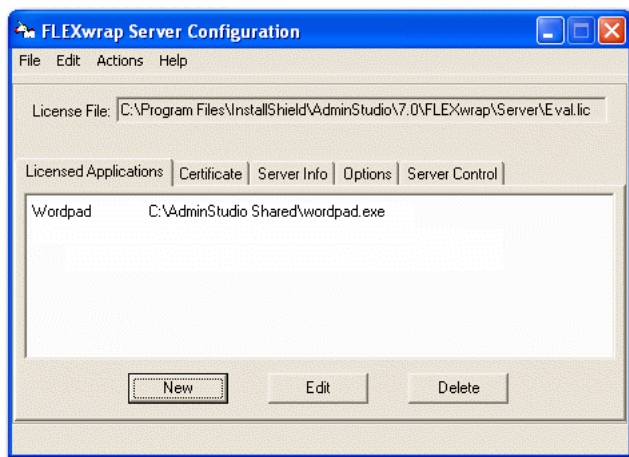 FLEXwrap Server Configuration
File Edit Actions Help
License File: C:\Program Files\InstallShield\AdminStudio\7.0\FLEXwrap\Server\Eval.lic
Licensed Applications Certificate Server Info Options Server Control
Wordpad C:\AdminStudio Shared\wordpad.exe
New Edit Delete